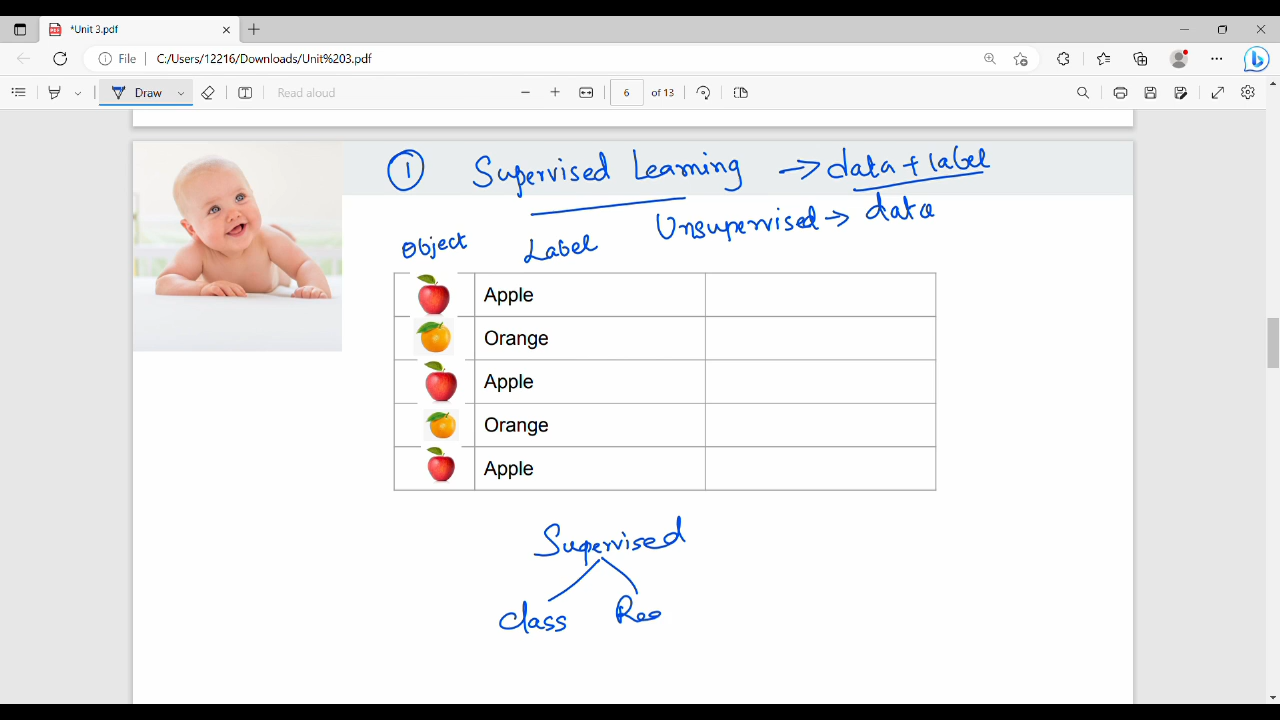 *Unit 3.pdf
File C:/Users/12216/Downloads/Unit%203.pdf
Draw Read aloud 6 of 13
① Supervised Learning → data + label
Unsupervised → data
Object Label
Apple
Orange
Apple
Orange
Apple
Supervised
class